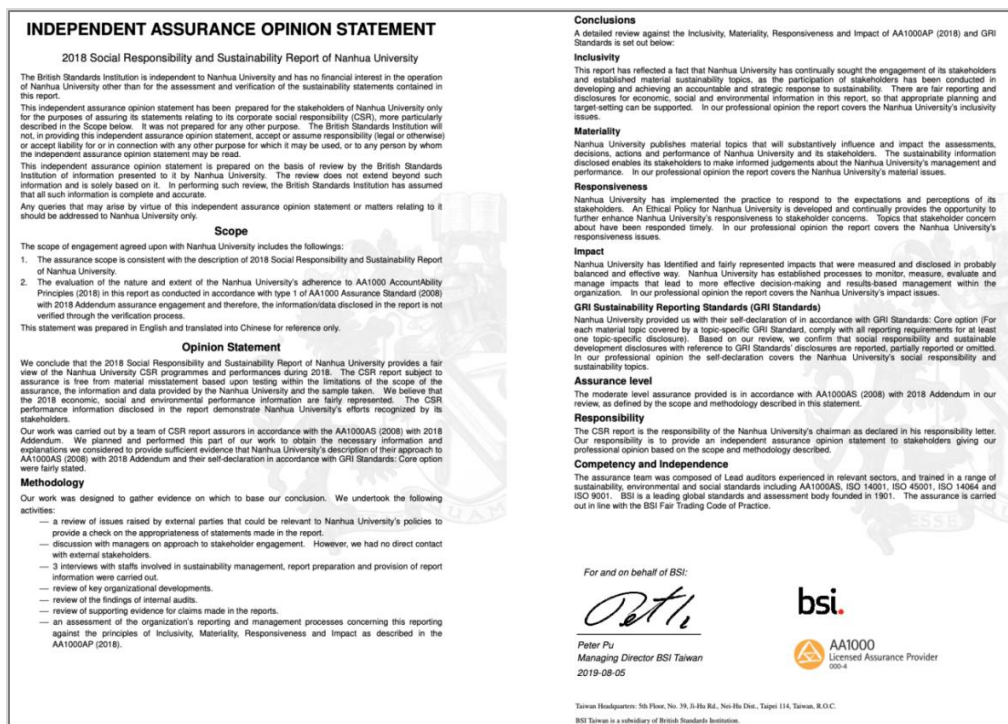 INDEPENDENT ASSURANCE OPINION STATEMENT
2018 Social Responsibility and Sustainability Report of Nanhua University
The British Standards Institution is independent to Nanhua University and has no financial interest in the operation
of Nanhua University other than for the assessment and verification of the sustainability statements contained in
this report.
This independent assurance opinion statement has been prepared for the stakeholders of Nanhua University only
for the purposes of assuring its statements relating to its corporate social responsibility (CSR), more particularly
described in the Scope below. It was not prepared for any other purpose. The British Standards Institution will
not, in providing this independent assurance opinion statement, accept or assume responsibility (legal or otherwise)
or accept liability for or in connection with any other purpose for which it may be used, or to any person by whom
the independent assurance opinion statement may be read.
This independent assurance opinion statement is prepared on the basis of review by the British Standards
Institution of information presented to it by Nanhua University. The review does not extend beyond such
information and is solely based on it. In performing such review, the British Standards Institution has assumed
that all such information is complete and accurate.
Any queries that may arise by virtue of this independent assurance opinion statement or matters relating to it
should be addressed to Nanhua University only.
Scope
The scope of engagement agreed upon with Nanhua University includes the followings:
1. The assurance scope is consistent with the description of 2018 Social Responsibility and Sustainability Report
of Nanhua University.
2. The evaluation of the nature and extent of the Nanhua University's adherence to AA1000 AccountAbility
Principles (2018) in this report as conducted in accordance with type 1 of AA1000 Assurance Standard (2008)
with 2018 Addendum assurance engagement and therefore, the information/data disclosed in the report is not
verified through the verification process.
This statement was prepared in English and translated into Chinese for reference only.
Opinion Statement
We conclude that the 2018 Social Responsibility and Sustainability Report of Nanhua University provides a fair
view of the Nanhua University CSR programmes and performances during 2018. The CSR report subject to
assurance is free from material misstatement based upon testing within the limitations of the scope of the
assurance, the information and data provided by the Nanhua University and the sample taken. We believe that
the 2018 economic, social and environmental performance information are fairly represented. The CSR
performance information disclosed in the report demonstrate Nanhua University's efforts recognized by its
stakeholders.
Our work was carried out by a team of CSR report assurors in accordance with the AA1000AS (2008) with 2018
Addendum. We planned and performed this part of our work to obtain the necessary information and
explanations we considered to provide sufficient evidence that Nanhua University's description of their approach to
AA1000AS (2008) with 2018 Addendum and their self-declaration in accordance with GRI Standards: Core option
were fairly stated.
Methodology
Our work was designed to gather evidence on which to base our conclusion. We undertook the following
activities:
— a review of issues raised by external parties that could be relevant to Nanhua University's policies to
provide a check on the appropriateness of statements made in the report.
— discussion with managers on approach to stakeholder engagement. However, we had no direct contact
with external stakeholders.
— 3 interviews with staffs involved in sustainability management, report preparation and provision of report
information were carried out.
— review of key organizational developments.
— review of the findings of internal audits.
— review of supporting evidence for claims made in the reports.
— an assessment of the organization's reporting and management processes concerning this reporting
against the principles of Inclusivity, Materiality, Responsiveness and Impact as described in the
AA1000AP (2018).
Conclusions
A detailed review against the Inclusivity, Materiality, Responsiveness and Impact of AA1000AP (2018) and GRI
Standards is set out below:
Inclusivity
This report has reflected a fact that Nanhua University has continually sought the engagement of its stakeholders
and established material sustainability topics, as the participation of stakeholders has been conducted in
developing and achieving an accountable and strategic response to sustainability. There are fair reporting and
disclosures for economic, social and environmental information in this report, so that appropriate planning and
target-setting can be supported. In our professional opinion the report covers the Nanhua University's inclusivity
issues.
Materiality
Nanhua University publishes material topics that will substantively influence and impact the assessments,
decisions, actions and performance of Nanhua University and its stakeholders. The sustainability information
disclosed enables its stakeholders to make informed judgements about the Nanhua University's management and
performance. In our professional opinion the report covers the Nanhua University's material issues.
Responsiveness
Nanhua University has implemented the practice to respond to the expectations and perceptions of its
stakeholders. An Ethical Policy for Nanhua University is developed and continually provides the opportunity to
further enhance Nanhua University's responsiveness to stakeholder concerns. Topics that stakeholder concern
about have been responded timely. In our professional opinion the report covers the Nanhua University's
responsiveness issues.
Impact
Nanhua University has Identified and fairly represented impacts that were measured and disclosed in probably
balanced and effective way. Nanhua University has established processes to monitor, measure, evaluate and
manage impacts that lead to more effective decision-making and results-based management within the
organization. In our professional opinion the report covers the Nanhua University's impact issues.
GRI Sustainability Reporting Standards (GRI Standards)
Nanhua University provided us with their self-declaration of in accordance with GRI Standards: Core option (For
each material topic covered by a topic-specific GRI Standard, comply with all reporting requirements for at least
one topic-specific disclosure). Based on our review, we confirm that social responsibility and sustainable
development disclosures with reference to GRI Standards' disclosures are reported, partially reported or omitted.
In our professional opinion the self-declaration covers the Nanhua University's social responsibility and
sustainability topics.
Assurance level
The moderate level assurance provided is in accordance with AA1000AS (2008) with 2018 Addendum in our
review, as defined by the scope and methodology described in this statement.
Responsibility
The CSR report is the responsibility of the Nanhua University's chairman as declared in his responsibility letter.
Our responsibility is to provide an independent assurance opinion statement to stakeholders giving our
professional opinion based on the scope and methodology described.
Competency and Independence
The assurance team was composed of Lead auditors experienced in relevant sectors, and trained in a range of
sustainability, environmental and social standards including AA1000AS, ISO 14001, ISO 45001, ISO 14064 and
ISO 9001. BSI is a leading global standards and assessment body founded in 1901. The assurance is carried
out in line with the BSI Fair Trading Code of Practice.
For and on behalf of BSI:
Peter Pu
Managing Director BSI Taiwan
2019-08-05
bsi.
AA1000
Licensed Assurance Provider
000-4
Taiwan Headquarters: 5th Floor, No. 39, Ji-Hu Rd., Nei-Hu Dist., Taipei 114, Taiwan, R.O.C.
BSI Taiwan is a subsidiary of British Standards Institution.